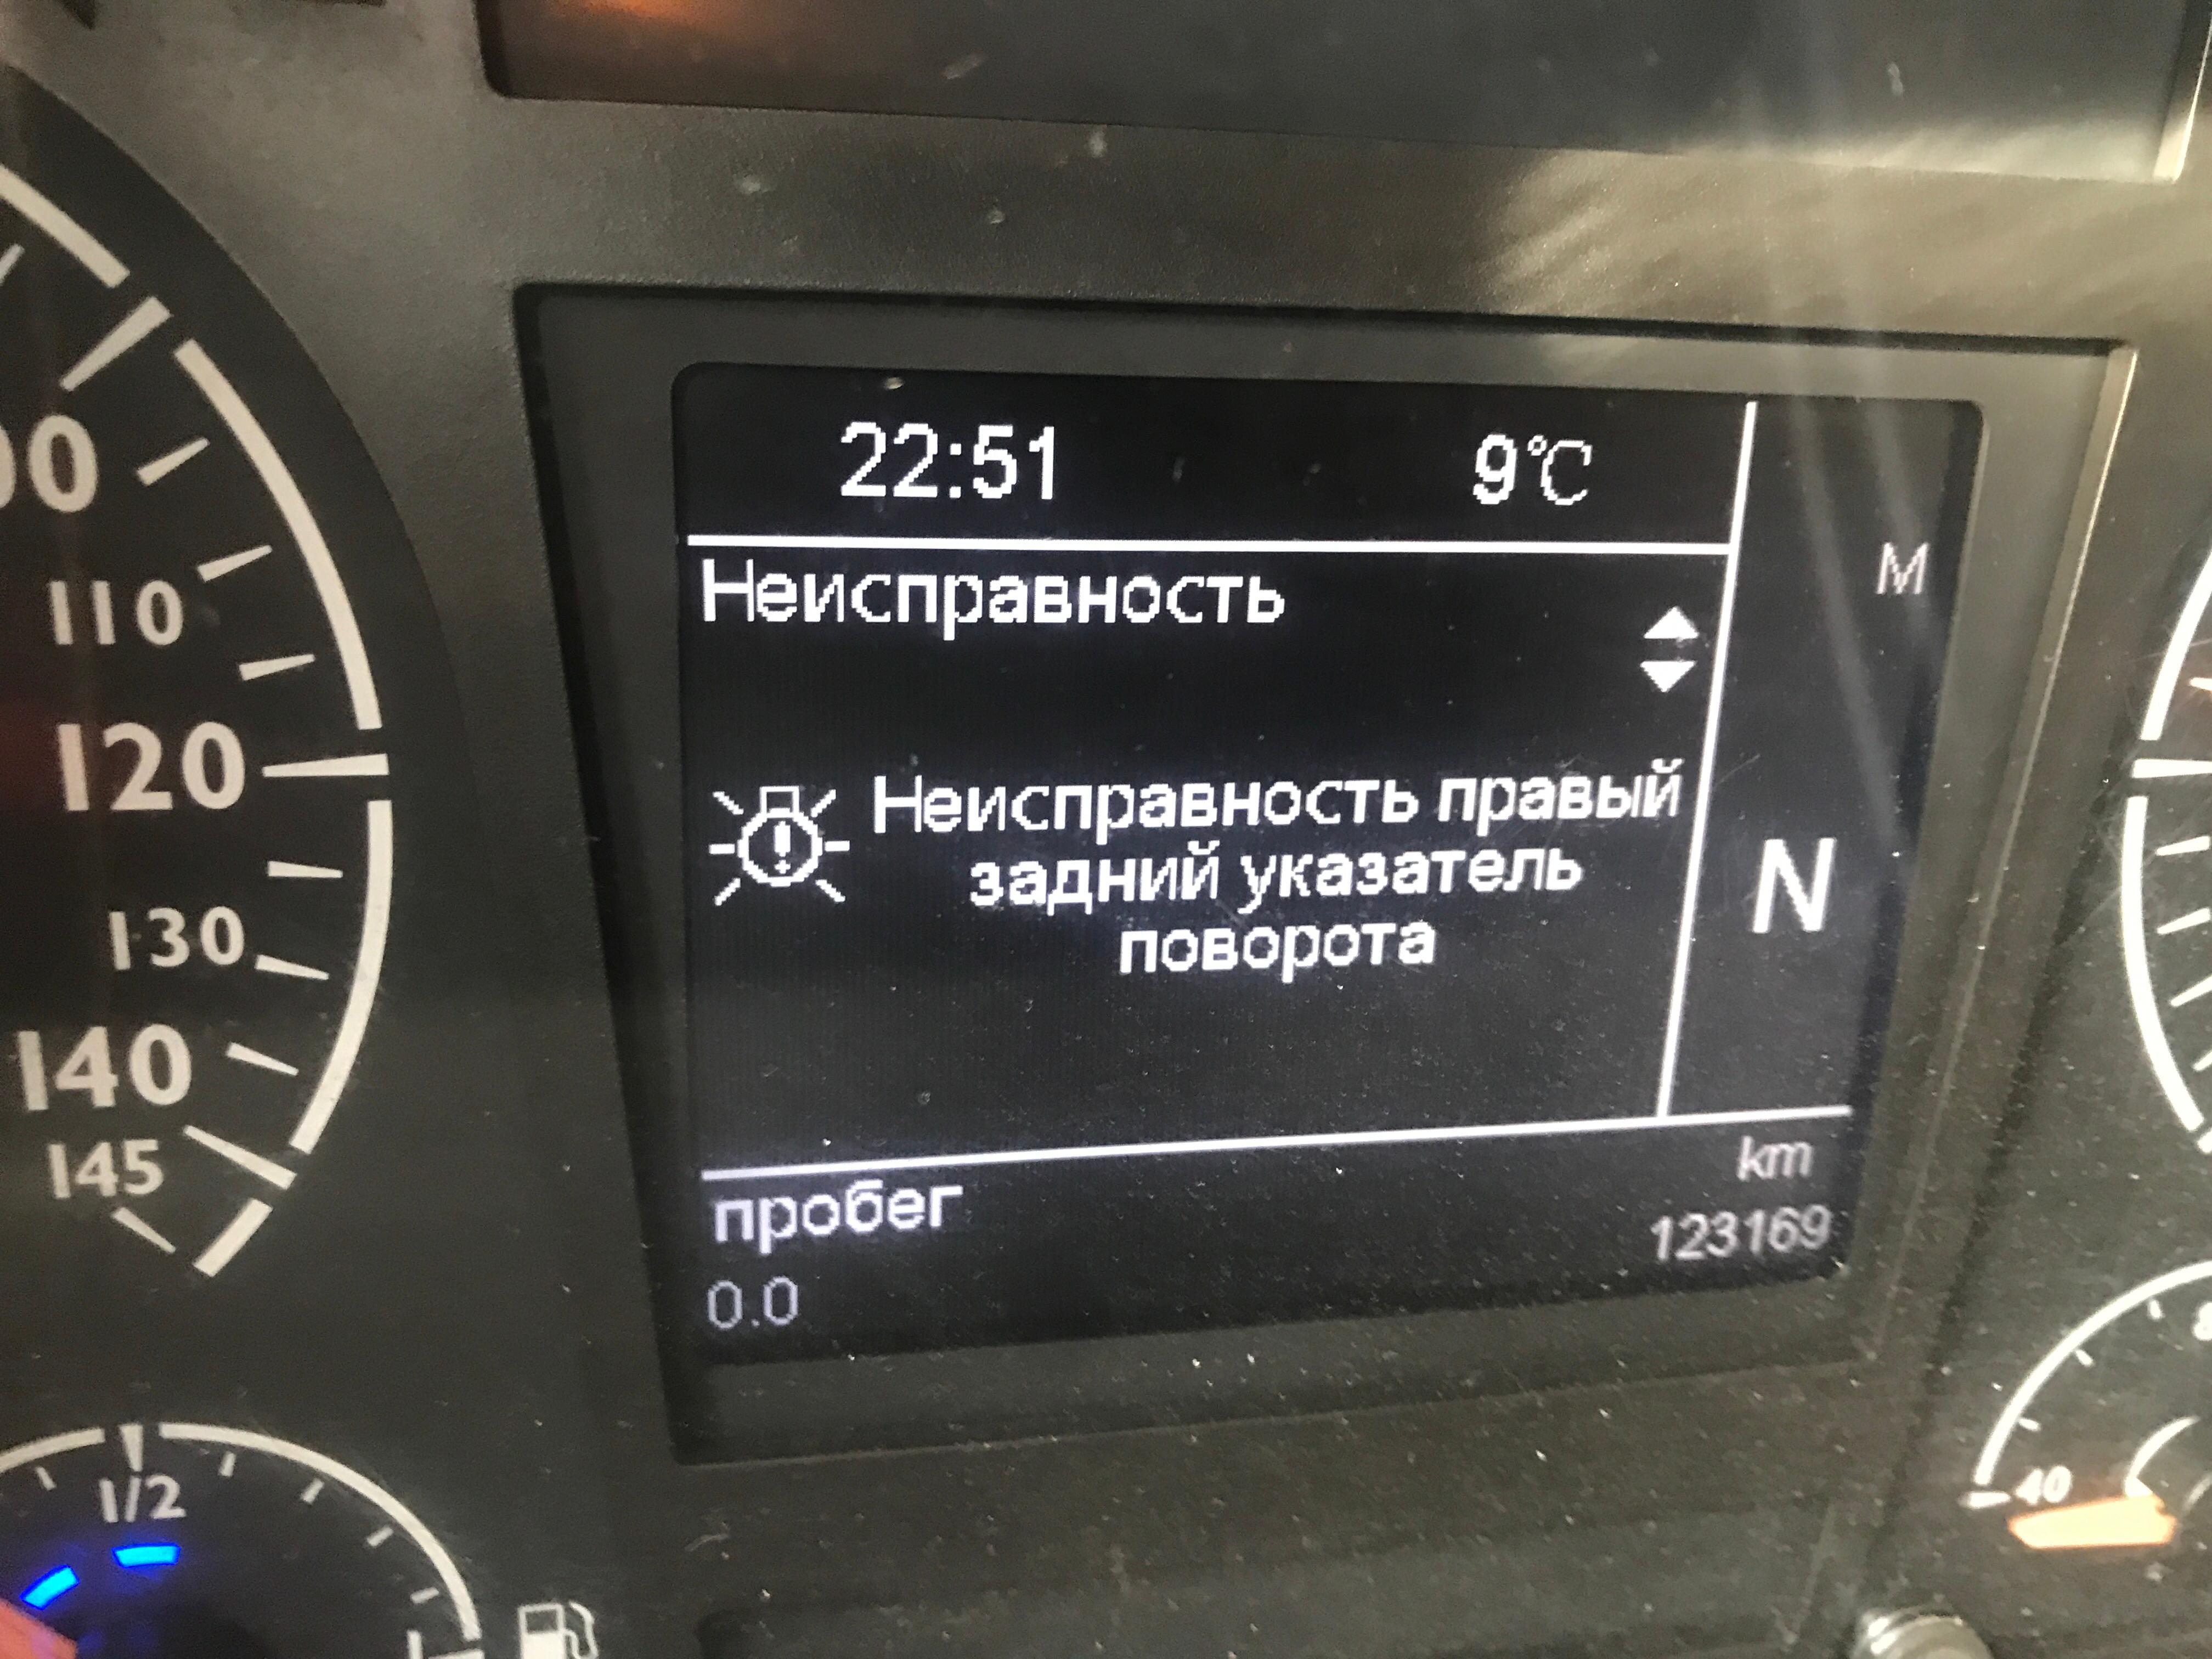 22:51 9°C
M
Неисправность
Неисправность правый
задний указатель
поворота
N
km
пробег 123169
0.0
110
120
130
140
145
1/2
40